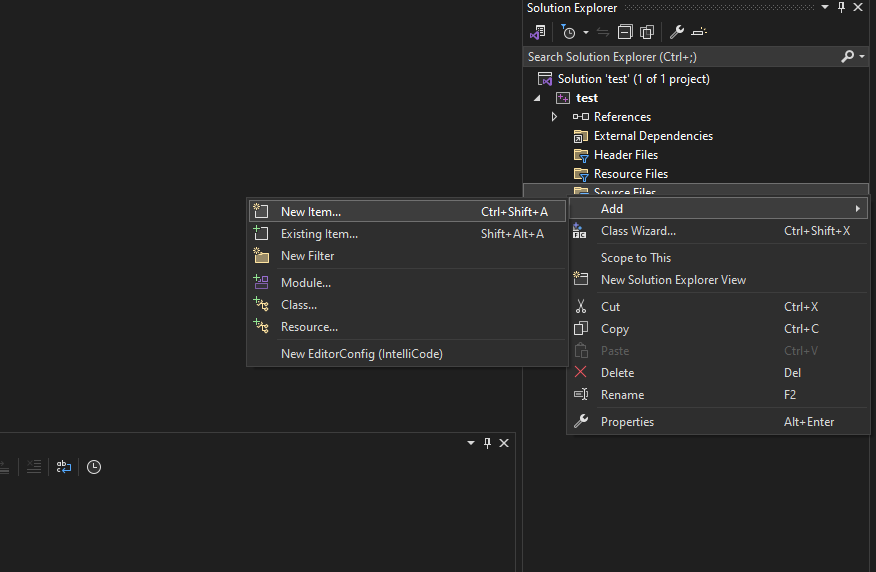 Solution Explorer
Search Solution Explorer (Ctrl+;)
Solution 'test' (1 of 1 project)
test
References
External Dependencies
Header Files
Resource Files
Source Files
New Item... Ctrl+Shift+A
Existing Item... Shift+Alt+A
New Filter
Module...
Class...
Resource...
New EditorConfig (IntelliCode)
Add
Class Wizard... Ctrl+Shift+X
Scope to This
New Solution Explorer View
Cut Ctrl+X
Copy Ctrl+C
Paste Ctrl+V
Delete Del
Rename F2
Properties Alt+Enter